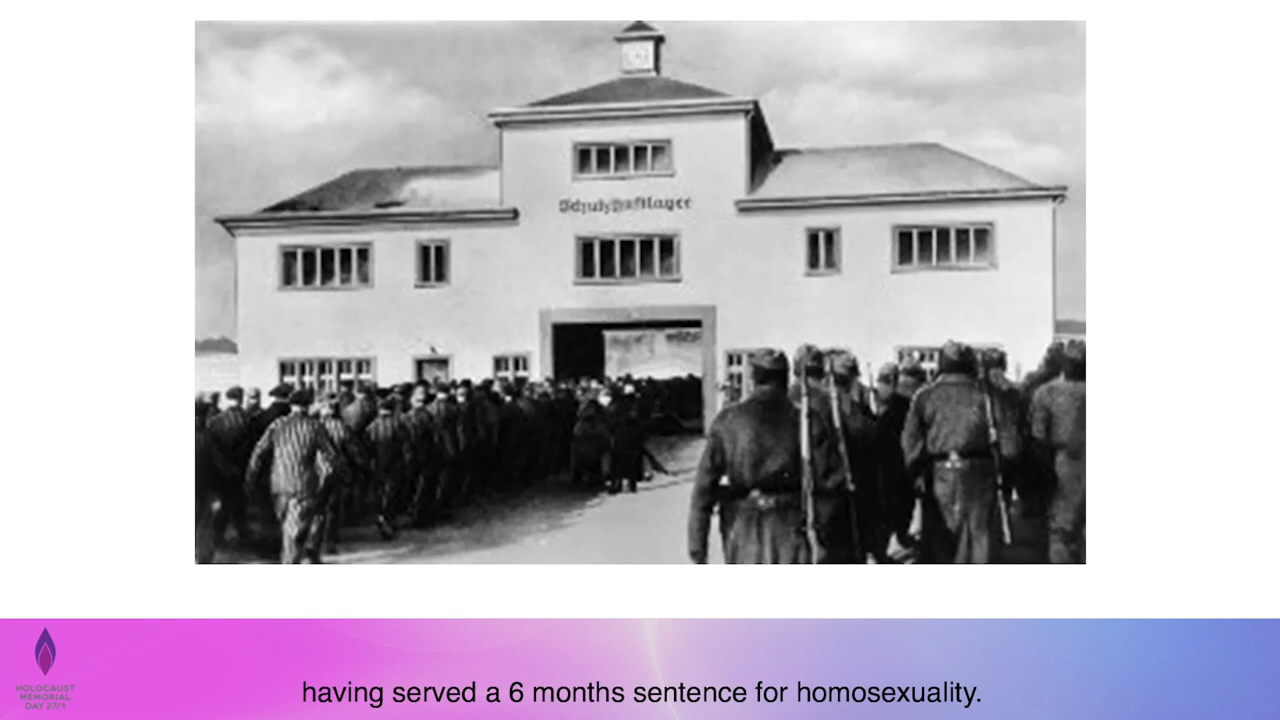 Schutzhaftlager
having served a 6 months sentence for homosexuality.
HOLOCAUST
MEMORIAL
DAY 27/1